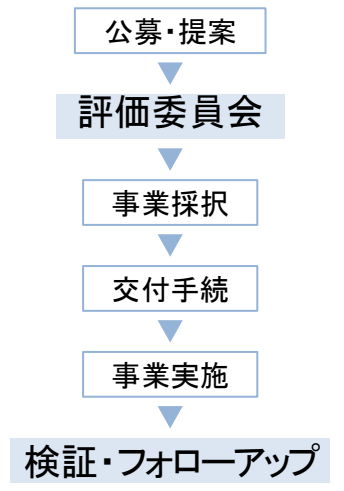 公募・提案
評価委員会
事業採択
交付手続
事業実施
検証・フォローアップ